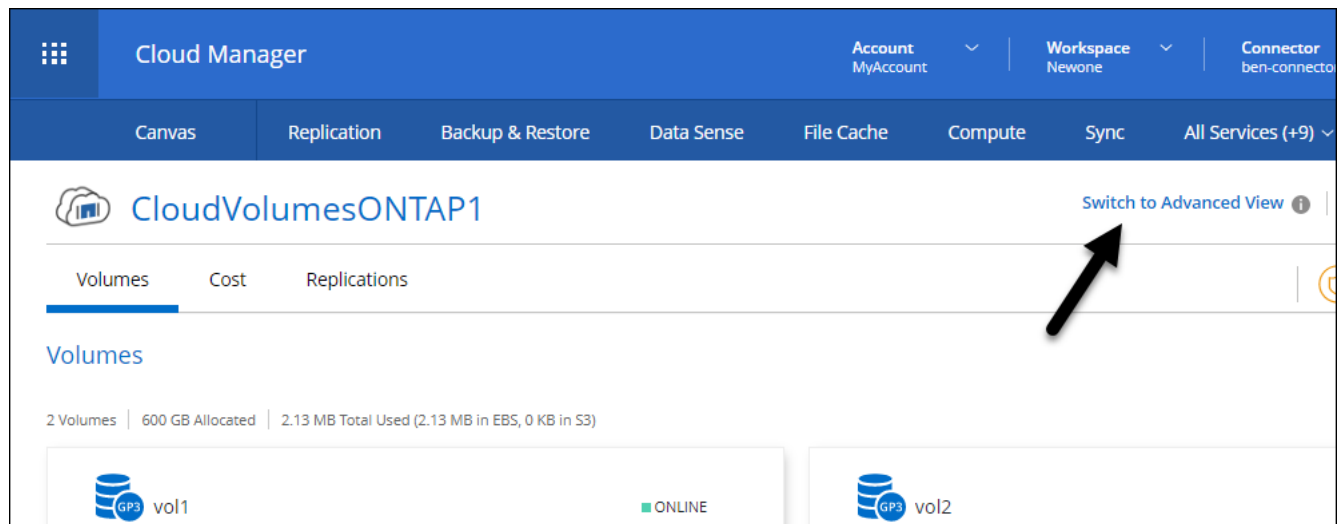 Cloud Manager
Account
MyAccount
Workspace
Newone
Connector
Canvas
Replication
Backup & Restore
Data Sense
File Cache
Compute
Sync
All Services (+9)
CloudVolumesONTAP1
Switch to Advanced View
Volumes
Cost
Replications
Volumes
2 Volumes | 600 GB Allocated | 2.13 MB Total Used (2.13 MB in EBS, 0 KB in S3)
GP3
vol1
ONLINE
GP3
vol2